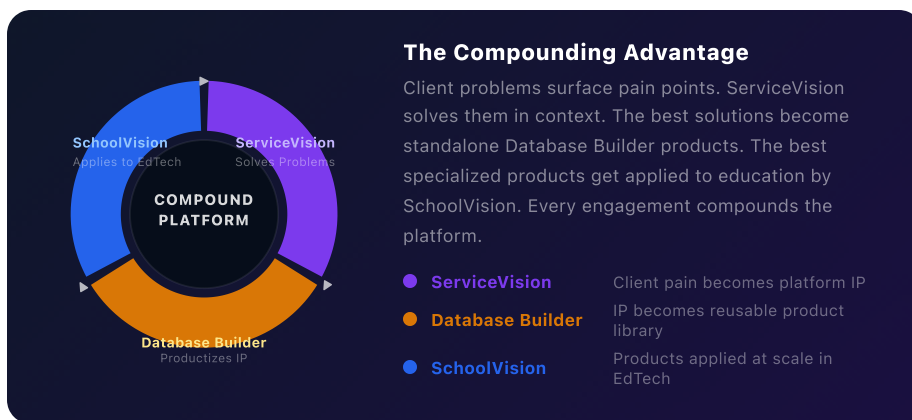 SchoolVision
Applies to EdTech
ServiceVision
Solves Problems
COMPOUND
PLATFORM
Database Builder
Productizes IP
The Compounding Advantage
Client problems surface pain points. ServiceVision
solves them in context. The best solutions become
standalone Database Builder products. The best
specialized products get applied to education by
SchoolVision. Every engagement compounds the
platform.
ServiceVision
Client pain becomes platform IP
Database Builder
IP becomes reusable product
library
SchoolVision
Products applied at scale in
EdTech